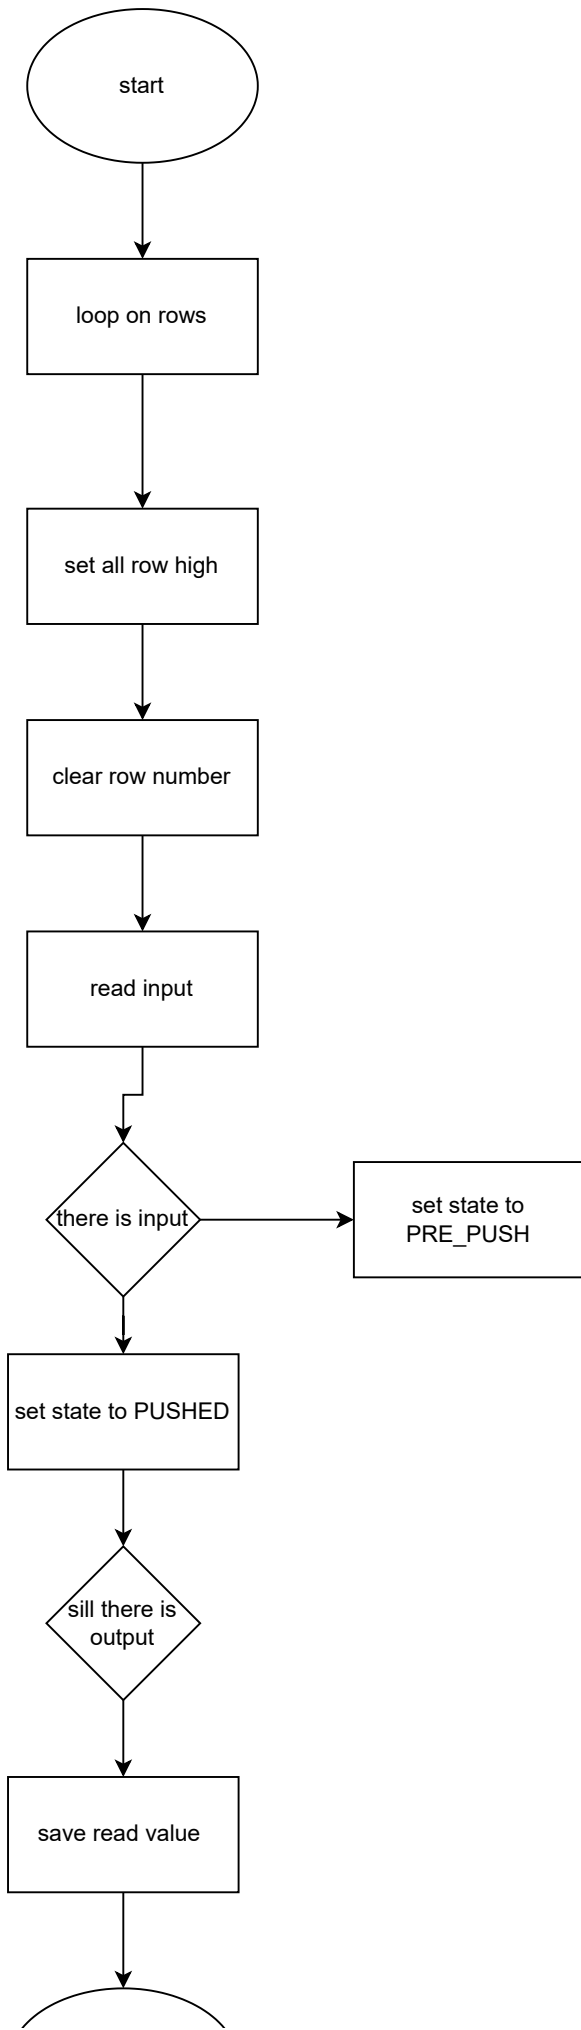 start
loop on rows
set all row high
clear row number
read input
there is input
set state to
PRE_PUSH
set state to PUSHED
sill there is
output
save read value